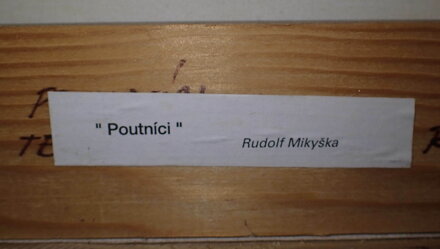 " Poutníci "
Rudolf Mikyška